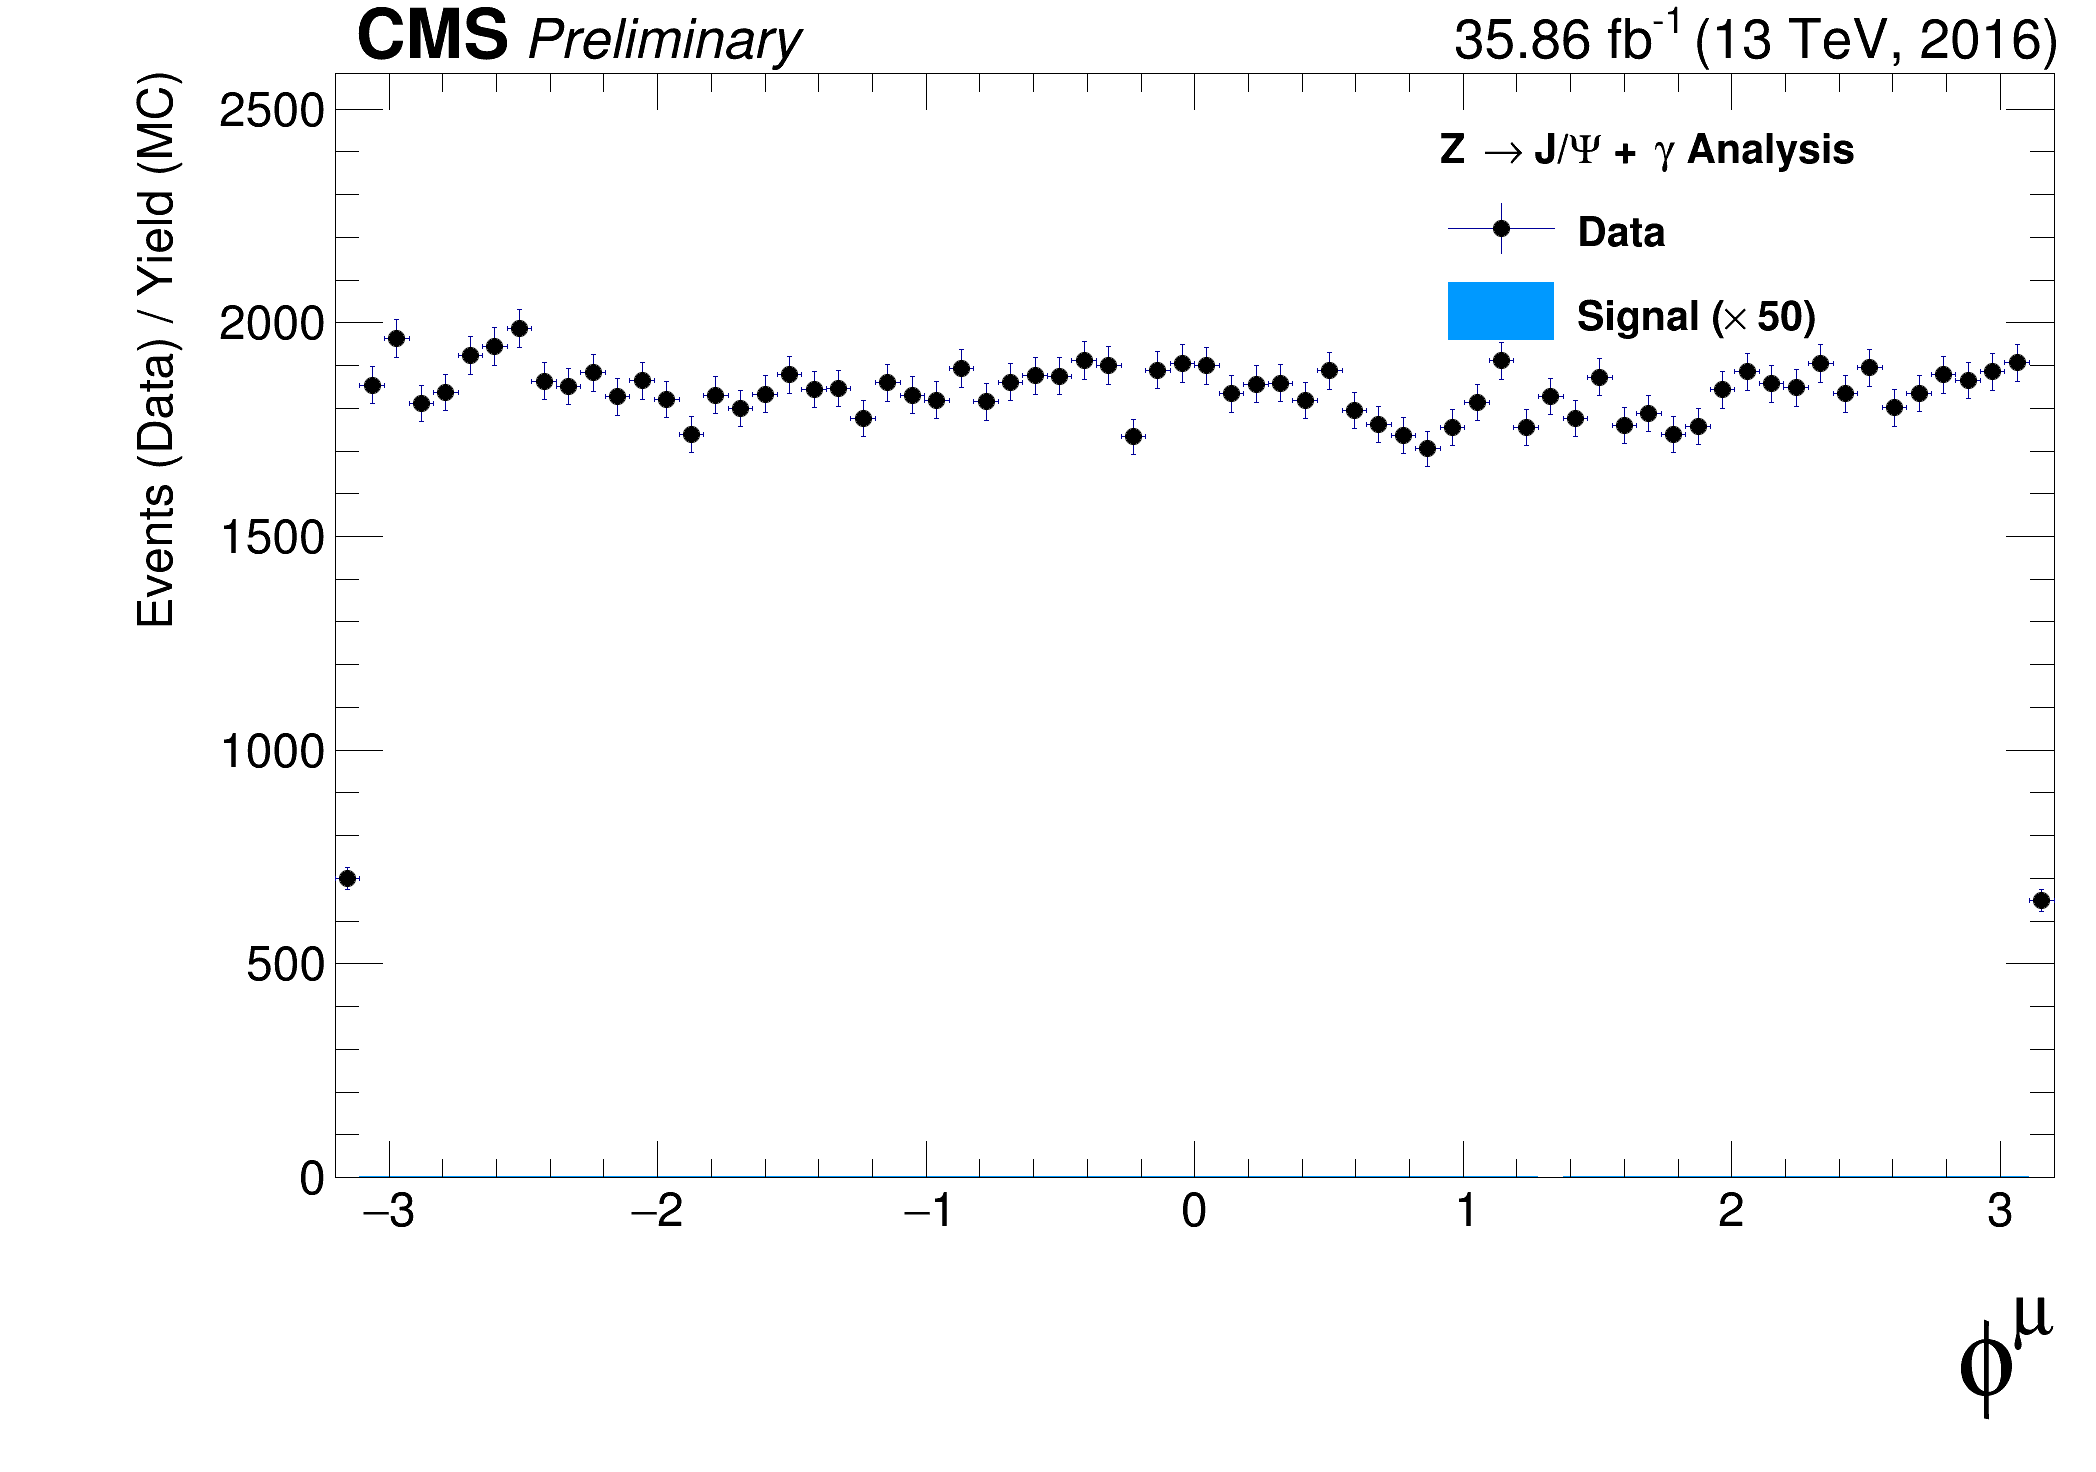 CMS Preliminary
35.86 fb-1 (13 TeV, 2016)
Events (Data) / Yield (MC)
2500
2000
1500
1000
500
0
Z → J/Ψ + γ Analysis
Data
Signal (× 50)
−3 −2 −1 0 1 2 3
ϕμ